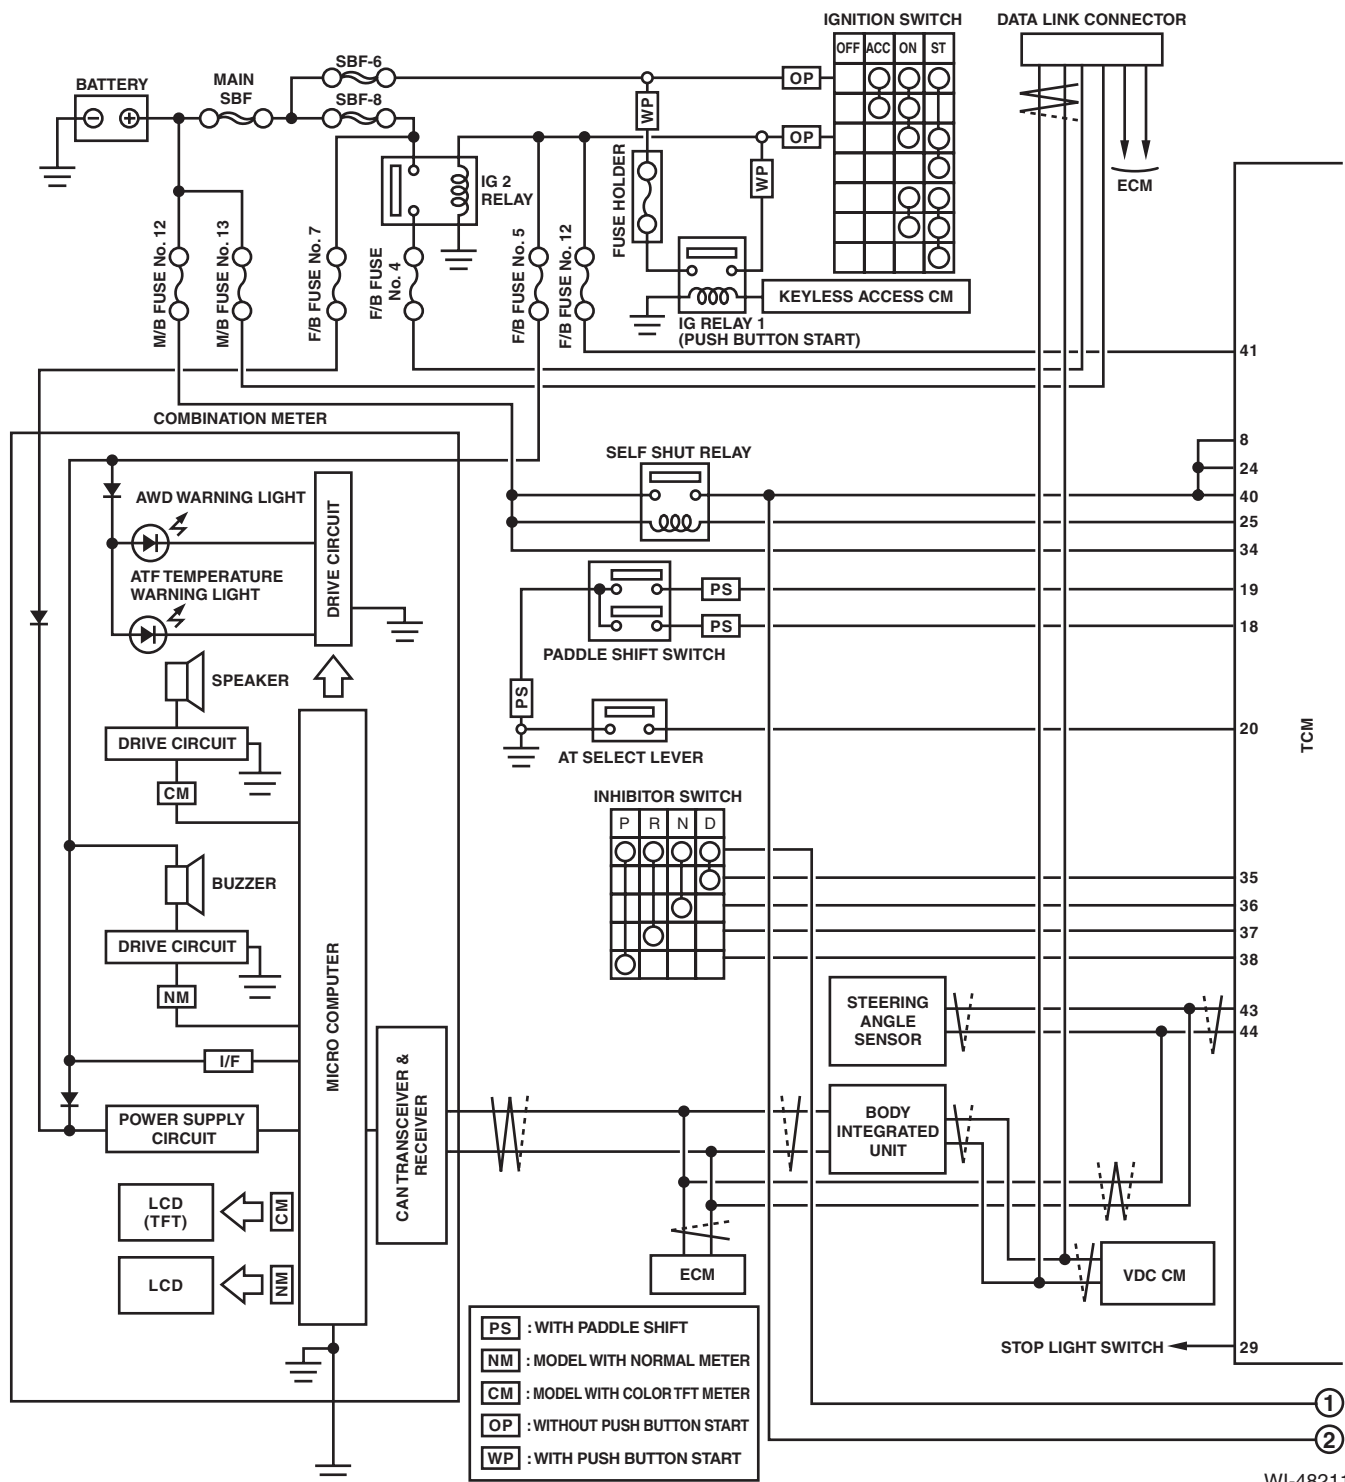 IGNITION SWITCH
DATA LINK CONNECTOR
OFF ACC ON ST
BATTERY
MAIN
SBF
SBF-6
SBF-8
OP
WP
OP
WP
FUSE HOLDER
IG 2
RELAY
ECM
M/B FUSE No. 12
M/B FUSE No. 13
F/B FUSE No. 7
F/B FUSE
No. 4
F/B FUSE No. 5
F/B FUSE No. 12
KEYLESS ACCESS CM
IG RELAY 1
(PUSH BUTTON START)
41
COMBINATION METER
8
24
40
25
34
19
18
20
TCM
SELF SHUT RELAY
AWD WARNING LIGHT
ATF TEMPERATURE
WARNING LIGHT
DRIVE CIRCUIT
PS
PS
PADDLE SHIFT SWITCH
PS
AT SELECT LEVER
SPEAKER
DRIVE CIRCUIT
CM
INHIBITOR SWITCH
P R N D
35
36
37
38
43
44
BUZZER
DRIVE CIRCUIT
NM
MICRO COMPUTER
I/F
POWER SUPPLY
CIRCUIT
CAN TRANSCEIVER &
RECEIVER
STEERING
ANGLE
SENSOR
BODY
INTEGRATED
UNIT
LCD
(TFT)
CM
LCD
NM
ECM
VDC CM
STOP LIGHT SWITCH
29
PS : WITH PADDLE SHIFT
NM : MODEL WITH NORMAL METER
CM : MODEL WITH COLOR TFT METER
OP : WITHOUT PUSH BUTTON START
WP : WITH PUSH BUTTON START
1
2